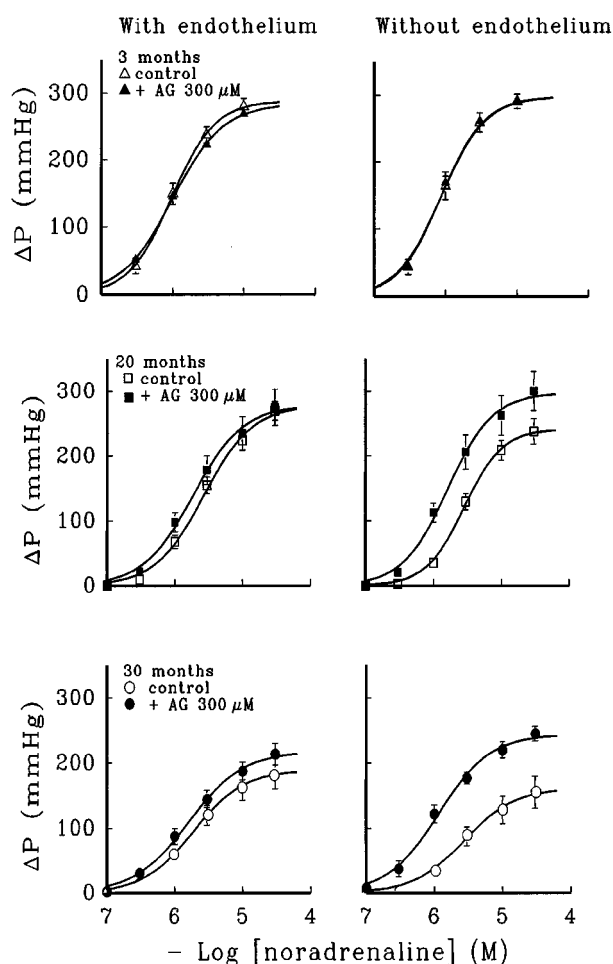 With endothelium
Without endothelium
3 months
△ control
▲ + AG 300 μM
ΔP (mmHg)
300
200
100
0
20 months
□ control
■ + AG 300 μM
ΔP (mmHg)
300
200
100
0
30 months
○ control
● + AG 300 μM
ΔP (mmHg)
300
200
100
0
7 6 5 4
7 6 5 4
− Log [noradrenaline] (M)